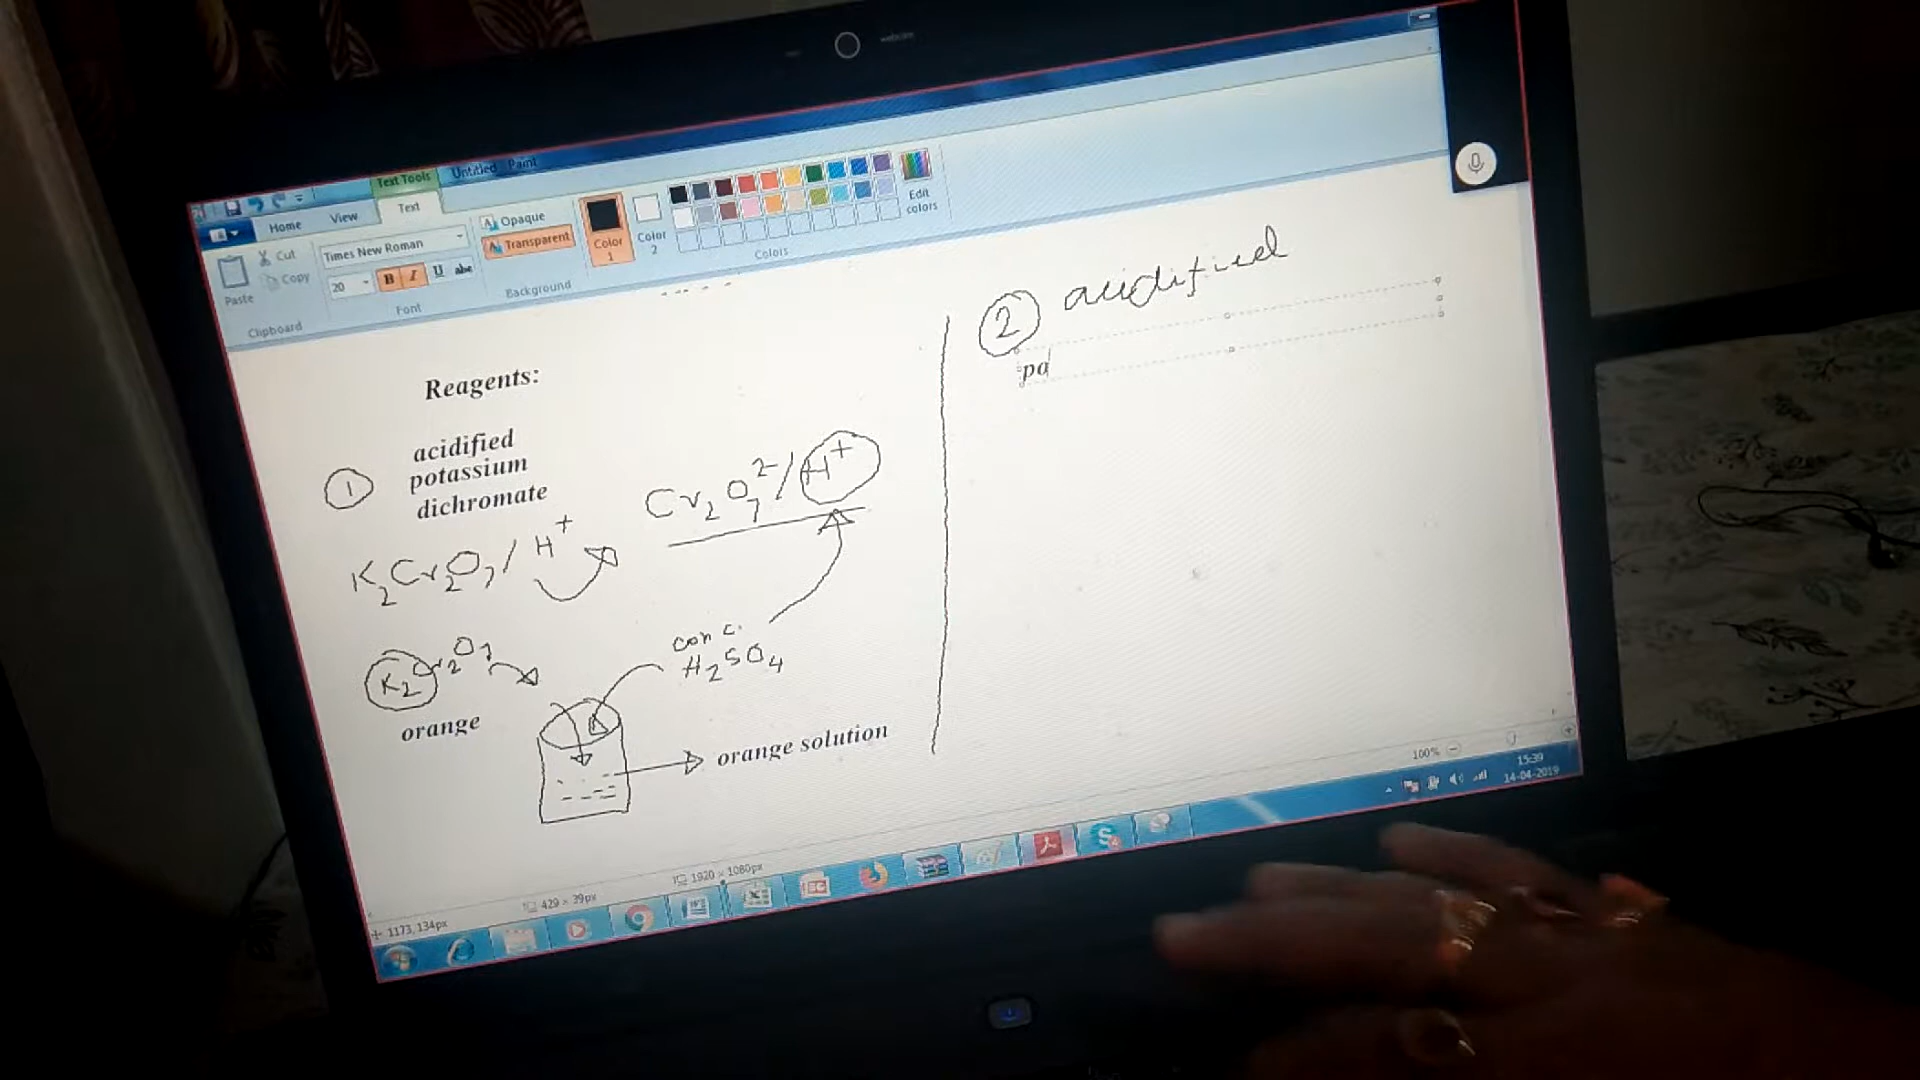 webcam
Untitled - Paint
Text Tools
Home
View
Text
Cut
Copy
Paste
Clipboard
Times New Roman
20
B I U abc
Font
Opaque
Transparent
Background
Color 1
Color 2
Edit colors
Colors
Reagents:
1
acidified
potassium
dichromate
K2Cr2O7/H+
Cr2O7 2-/H+
K2Cr2O7
orange
conc.
H2SO4
orange solution
2 acidified
pa
100%
1173, 134px
429 × 39px
1920 × 1080px
15:39
14-04-2019